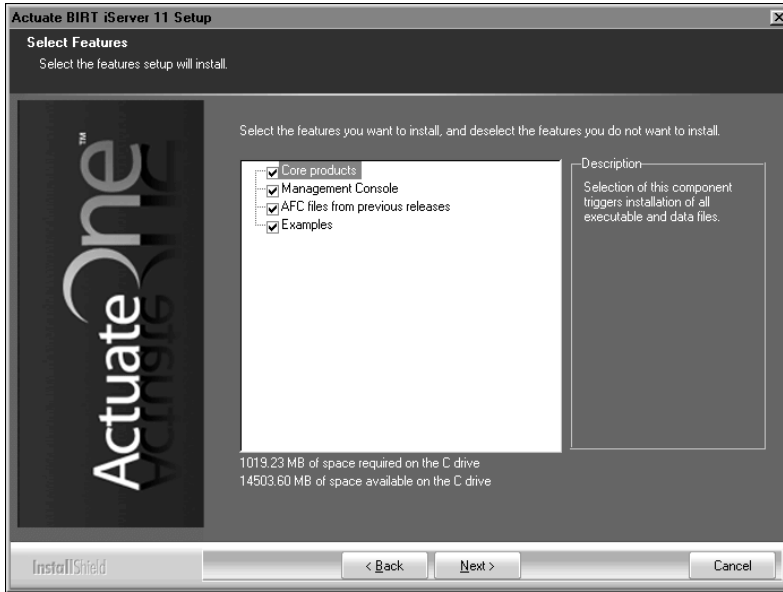 Actuate BIRT iServer 11 Setup
Select Features
Select the features setup will install.
ActuateOne™
Select the features you want to install, and deselect the features you do not want to install.
Core products
Management Console
AFC files from previous releases
Examples
Description
Selection of this component
triggers installation of all
executable and data files.
1019.23 MB of space required on the C drive
14503.60 MB of space available on the C drive
InstallShield
< Back
Next >
Cancel